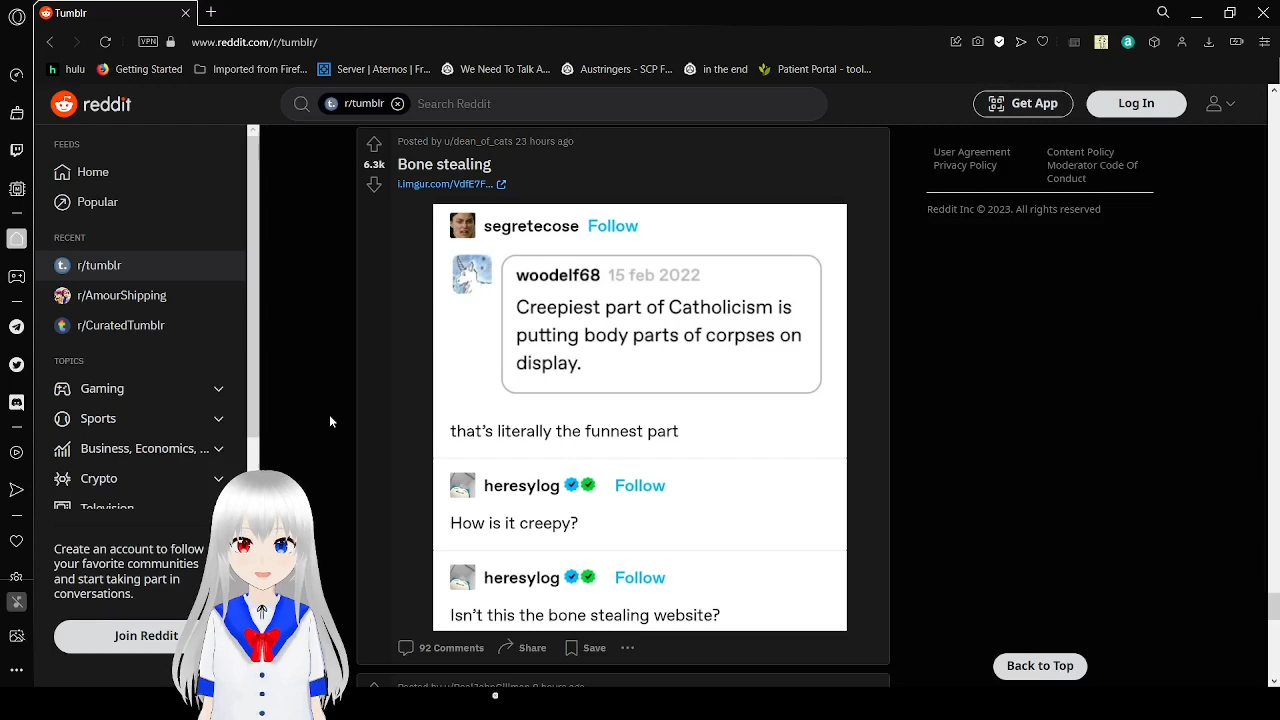 Tumblr
www.reddit.com/r/tumblr/
VPN
hulu
Getting Started
Imported from Firef...
Server | Aternos | Fr...
We Need To Talk A...
Austringers - SCP F...
in the end
Patient Portal - tool...
reddit
r/tumblr
Search Reddit
Get App
Log In
FEEDS
Home
Popular
RECENT
r/tumblr
r/AmourShipping
r/CuratedTumblr
TOPICS
Gaming
Sports
Business, Economics, ...
Crypto
Television
Create an account to follow
your favorite communities
and start taking part in
conversations.
Join Reddit
Posted by u/dean_of_cats 23 hours ago
6.3k
Bone stealing
i.imgur.com/VdfE7F...
segretecose Follow
woodelf68 15 feb 2022
Creepiest part of Catholicism is
putting body parts of corpses on
display.
that's literally the funnest part
heresylog Follow
How is it creepy?
heresylog Follow
Isn't this the bone stealing website?
92 Comments
Share
Save
User Agreement
Privacy Policy
Content Policy
Moderator Code Of
Conduct
Reddit Inc © 2023. All rights reserved
Back to Top